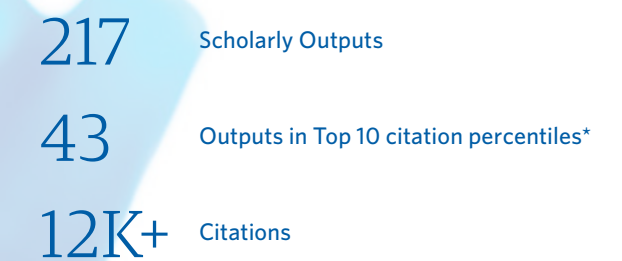 217 Scholarly Outputs
43 Outputs in Top 10 citation percentiles*
12K+ Citations